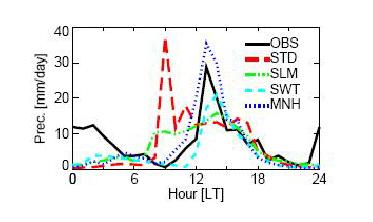 40
30
20
10
0
Prec. [mm/day]
OBS
STD
SLM
SWT
MNH
0 6 12 18 24
Hour [LT]